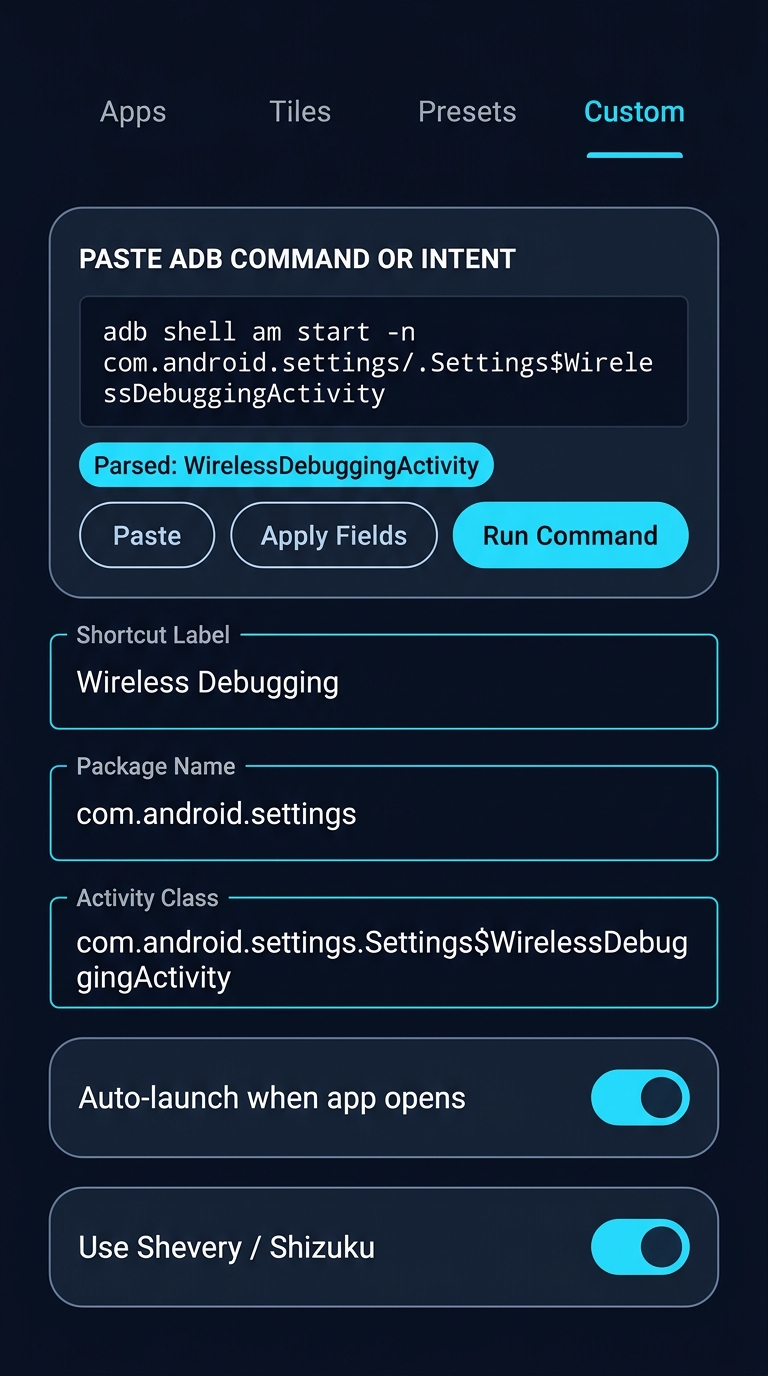 Apps
Tiles
Presets
Custom
PASTE ADB COMMAND OR INTENT
adb shell am start -n
com.android.settings/.Settings$Wirele
ssDebuggingActivity
Parsed: WirelessDebuggingActivity
Paste
Apply Fields
Run Command
Shortcut Label
Wireless Debugging
Package Name
com.android.settings
Activity Class
com.android.settings.Settings$WirelessDebug
gingActivity
Auto-launch when app opens
Use Shevery / Shizuku